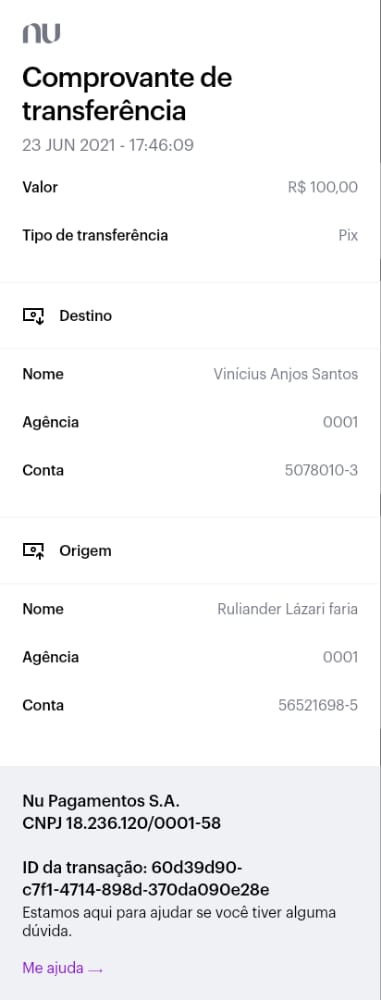 nu
Comprovante de
transferência
23 JUN 2021 - 17:46:09
Valor R$ 100,00
Tipo de transferência Pix
Destino
Nome Vinícius Anjos Santos
Agência 0001
Conta 5078010-3
Origem
Nome Ruliander Lázari faria
Agência 0001
Conta 56521698-5
Nu Pagamentos S.A.
CNPJ 18.236.120/0001-58
ID da transação: 60d39d90-
c7f1-4714-898d-370da090e28e
Estamos aqui para ajudar se você tiver alguma
dúvida.
Me ajuda →